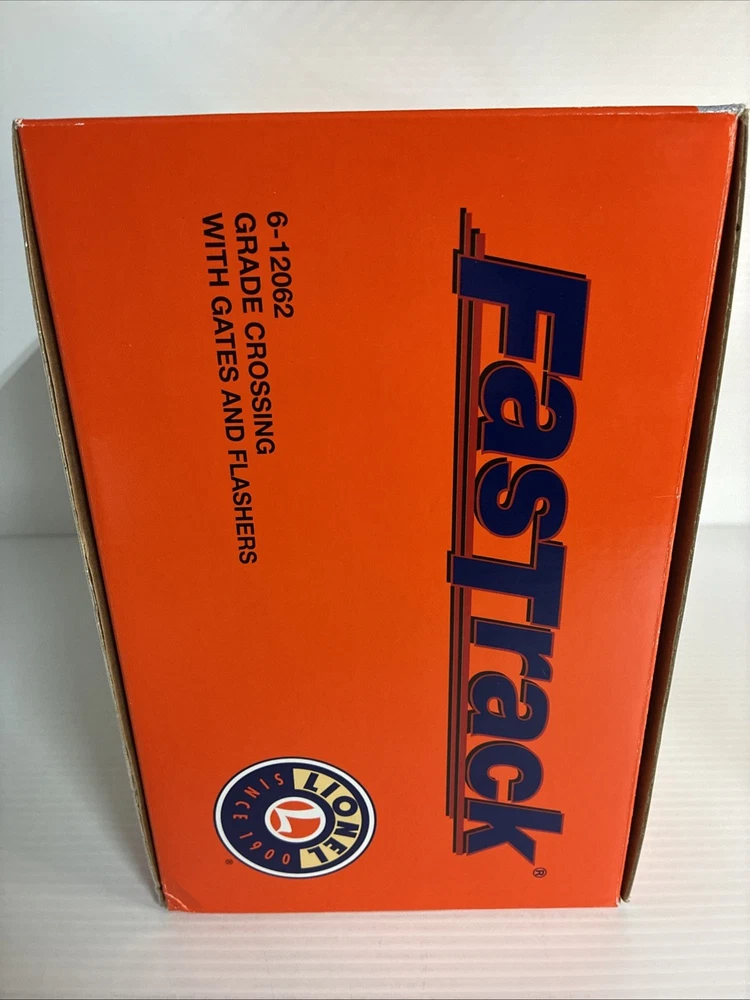 FasTrack®
6-12062
GRADE CROSSING
WITH GATES AND FLASHERS
LIONEL
SINCE 1900
L
®